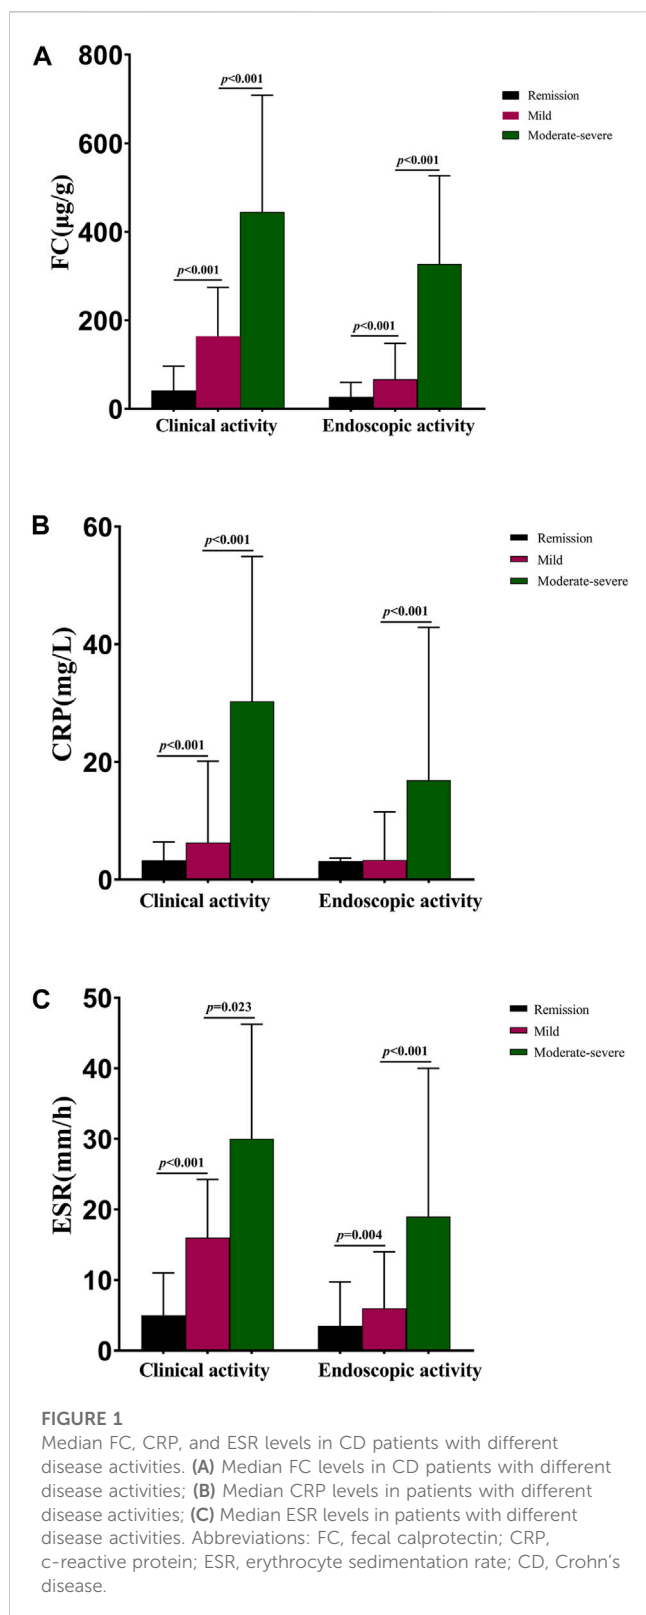 A
800
600
400
200
0
FC(µg/g)
p<0.001
p<0.001
p<0.001
p<0.001
Remission
Mild
Moderate-severe
Clinical activity
Endoscopic activity
B
60
40
20
0
CRP(mg/L)
p<0.001
p<0.001
p<0.001
Remission
Mild
Moderate-severe
Clinical activity
Endoscopic activity
C
50
40
30
20
10
0
ESR(mm/h)
p=0.023
p<0.001
p<0.001
p=0.004
Remission
Mild
Moderate-severe
Clinical activity
Endoscopic activity
FIGURE 1
Median FC, CRP, and ESR levels in CD patients with different
disease activities. (A) Median FC levels in CD patients with different
disease activities; (B) Median CRP levels in patients with different
disease activities; (C) Median ESR levels in patients with different
disease activities. Abbreviations: FC, fecal calprotectin; CRP,
c-reactive protein; ESR, erythrocyte sedimentation rate; CD, Crohn's
disease.